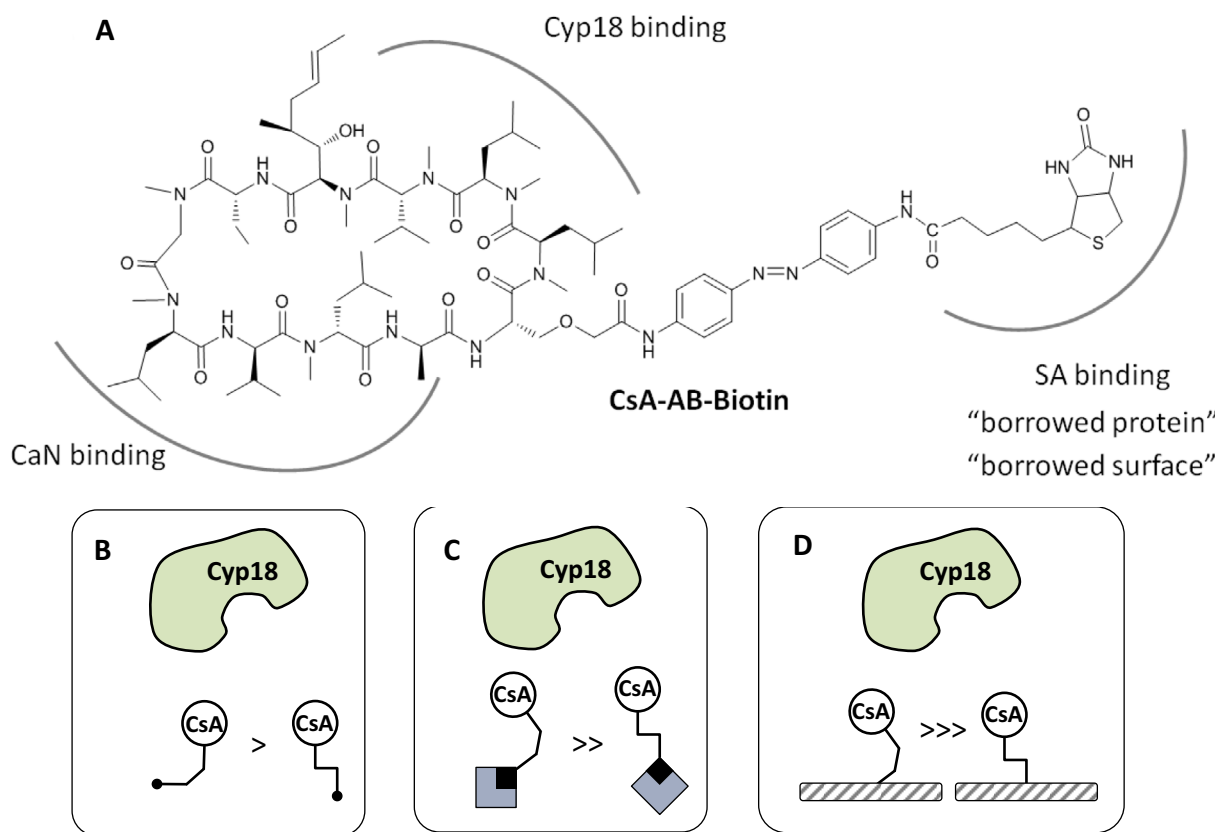 A
Cyp18 binding
CsA-AB-Biotin
SA binding
“borrowed protein”
“borrowed surface”
CaN binding
B
Cyp18
CsA
>
CsA
C
Cyp18
CsA
>>
CsA
D
Cyp18
CsA
>>>
CsA